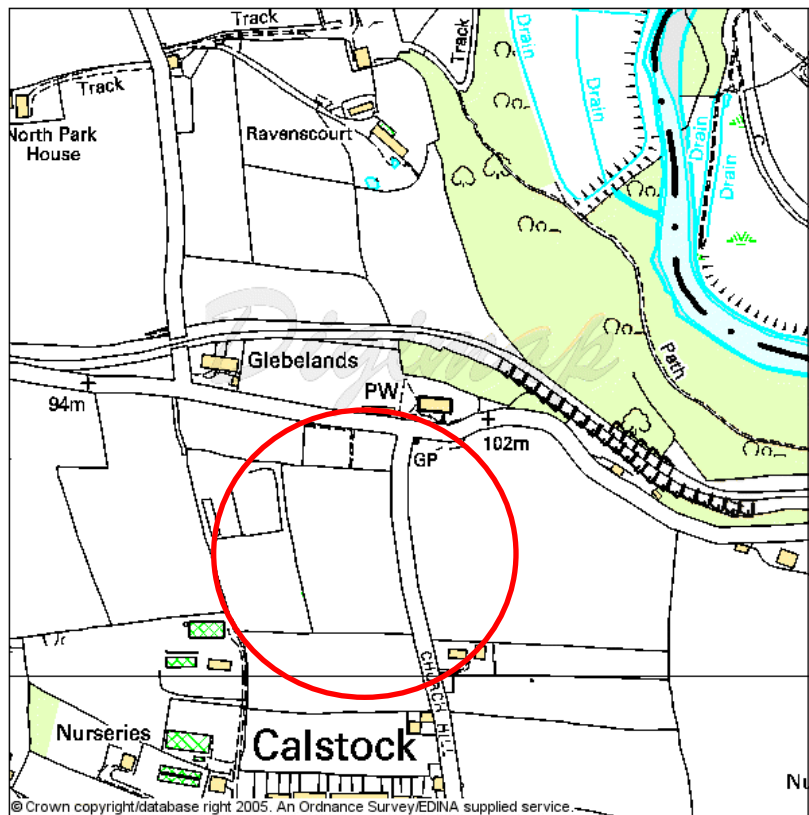 Track
Track
Track
Drain
Drain
Drain
Drain
North Park
House
Ravenscourt
Digimap
Glebelands
PW
Path
94m
102m
GP
CHURCH HILL
Nurseries
Calstock
Nu
© Crown copyright/database right 2005. An Ordnance Survey/EDINA supplied service.